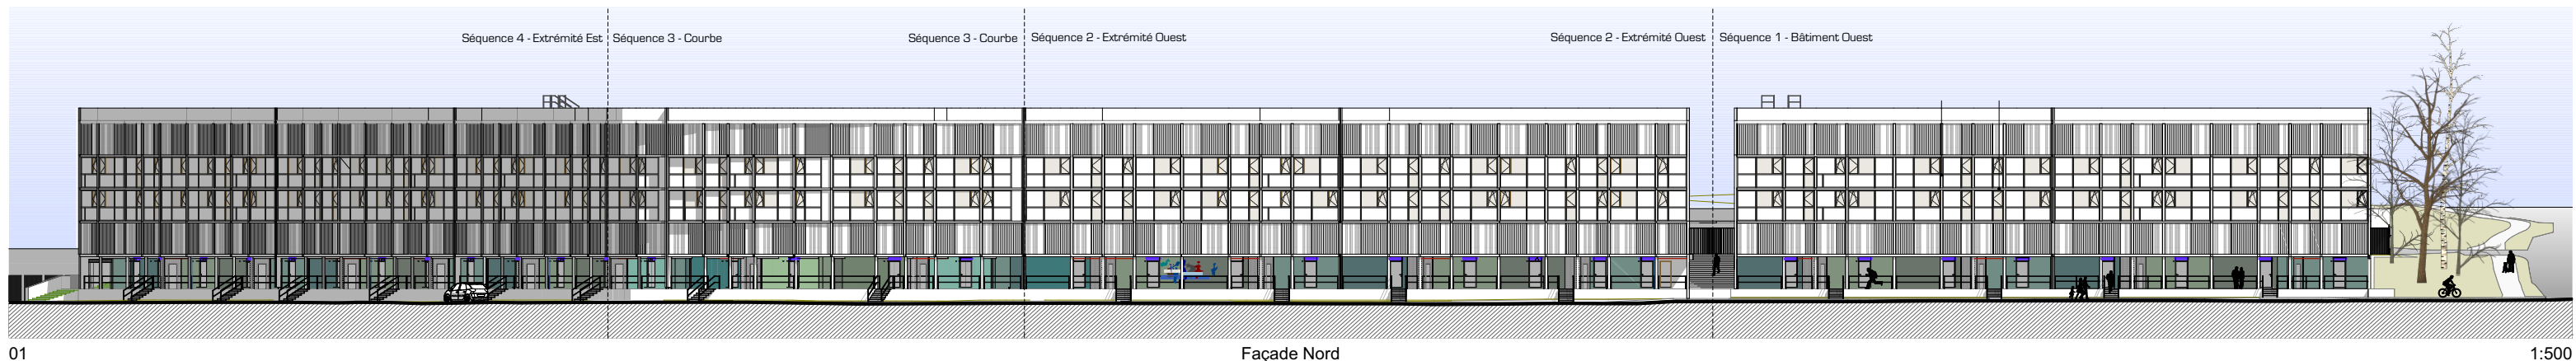 Séquence 4 - Extrémité Est
Séquence 3 - Courbe
Séquence 3 - Courbe
Séquence 2 - Extrémité Ouest
Séquence 2 - Extrémité Ouest
Séquence 1 - Bâtiment Ouest
01
Façade Nord
1:500